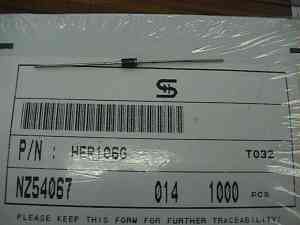 P/N : HER106G T032
NZ54067 014 1000 PCS
PLEASE KEEP THIS FORM FOR FURTHER TRACEABILITY!